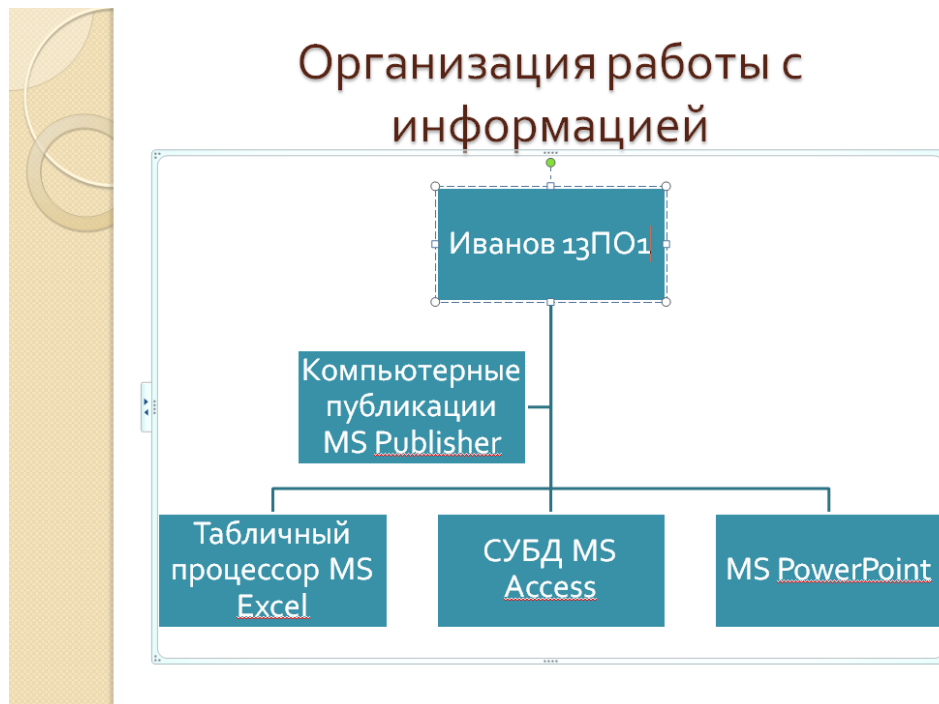 Организация работы с
информацией
Иванов 13ПО1
Компьютерные
публикации
MS Publisher
Табличный
процессор MS
Excel
СУБД MS
Access
MS PowerPoint